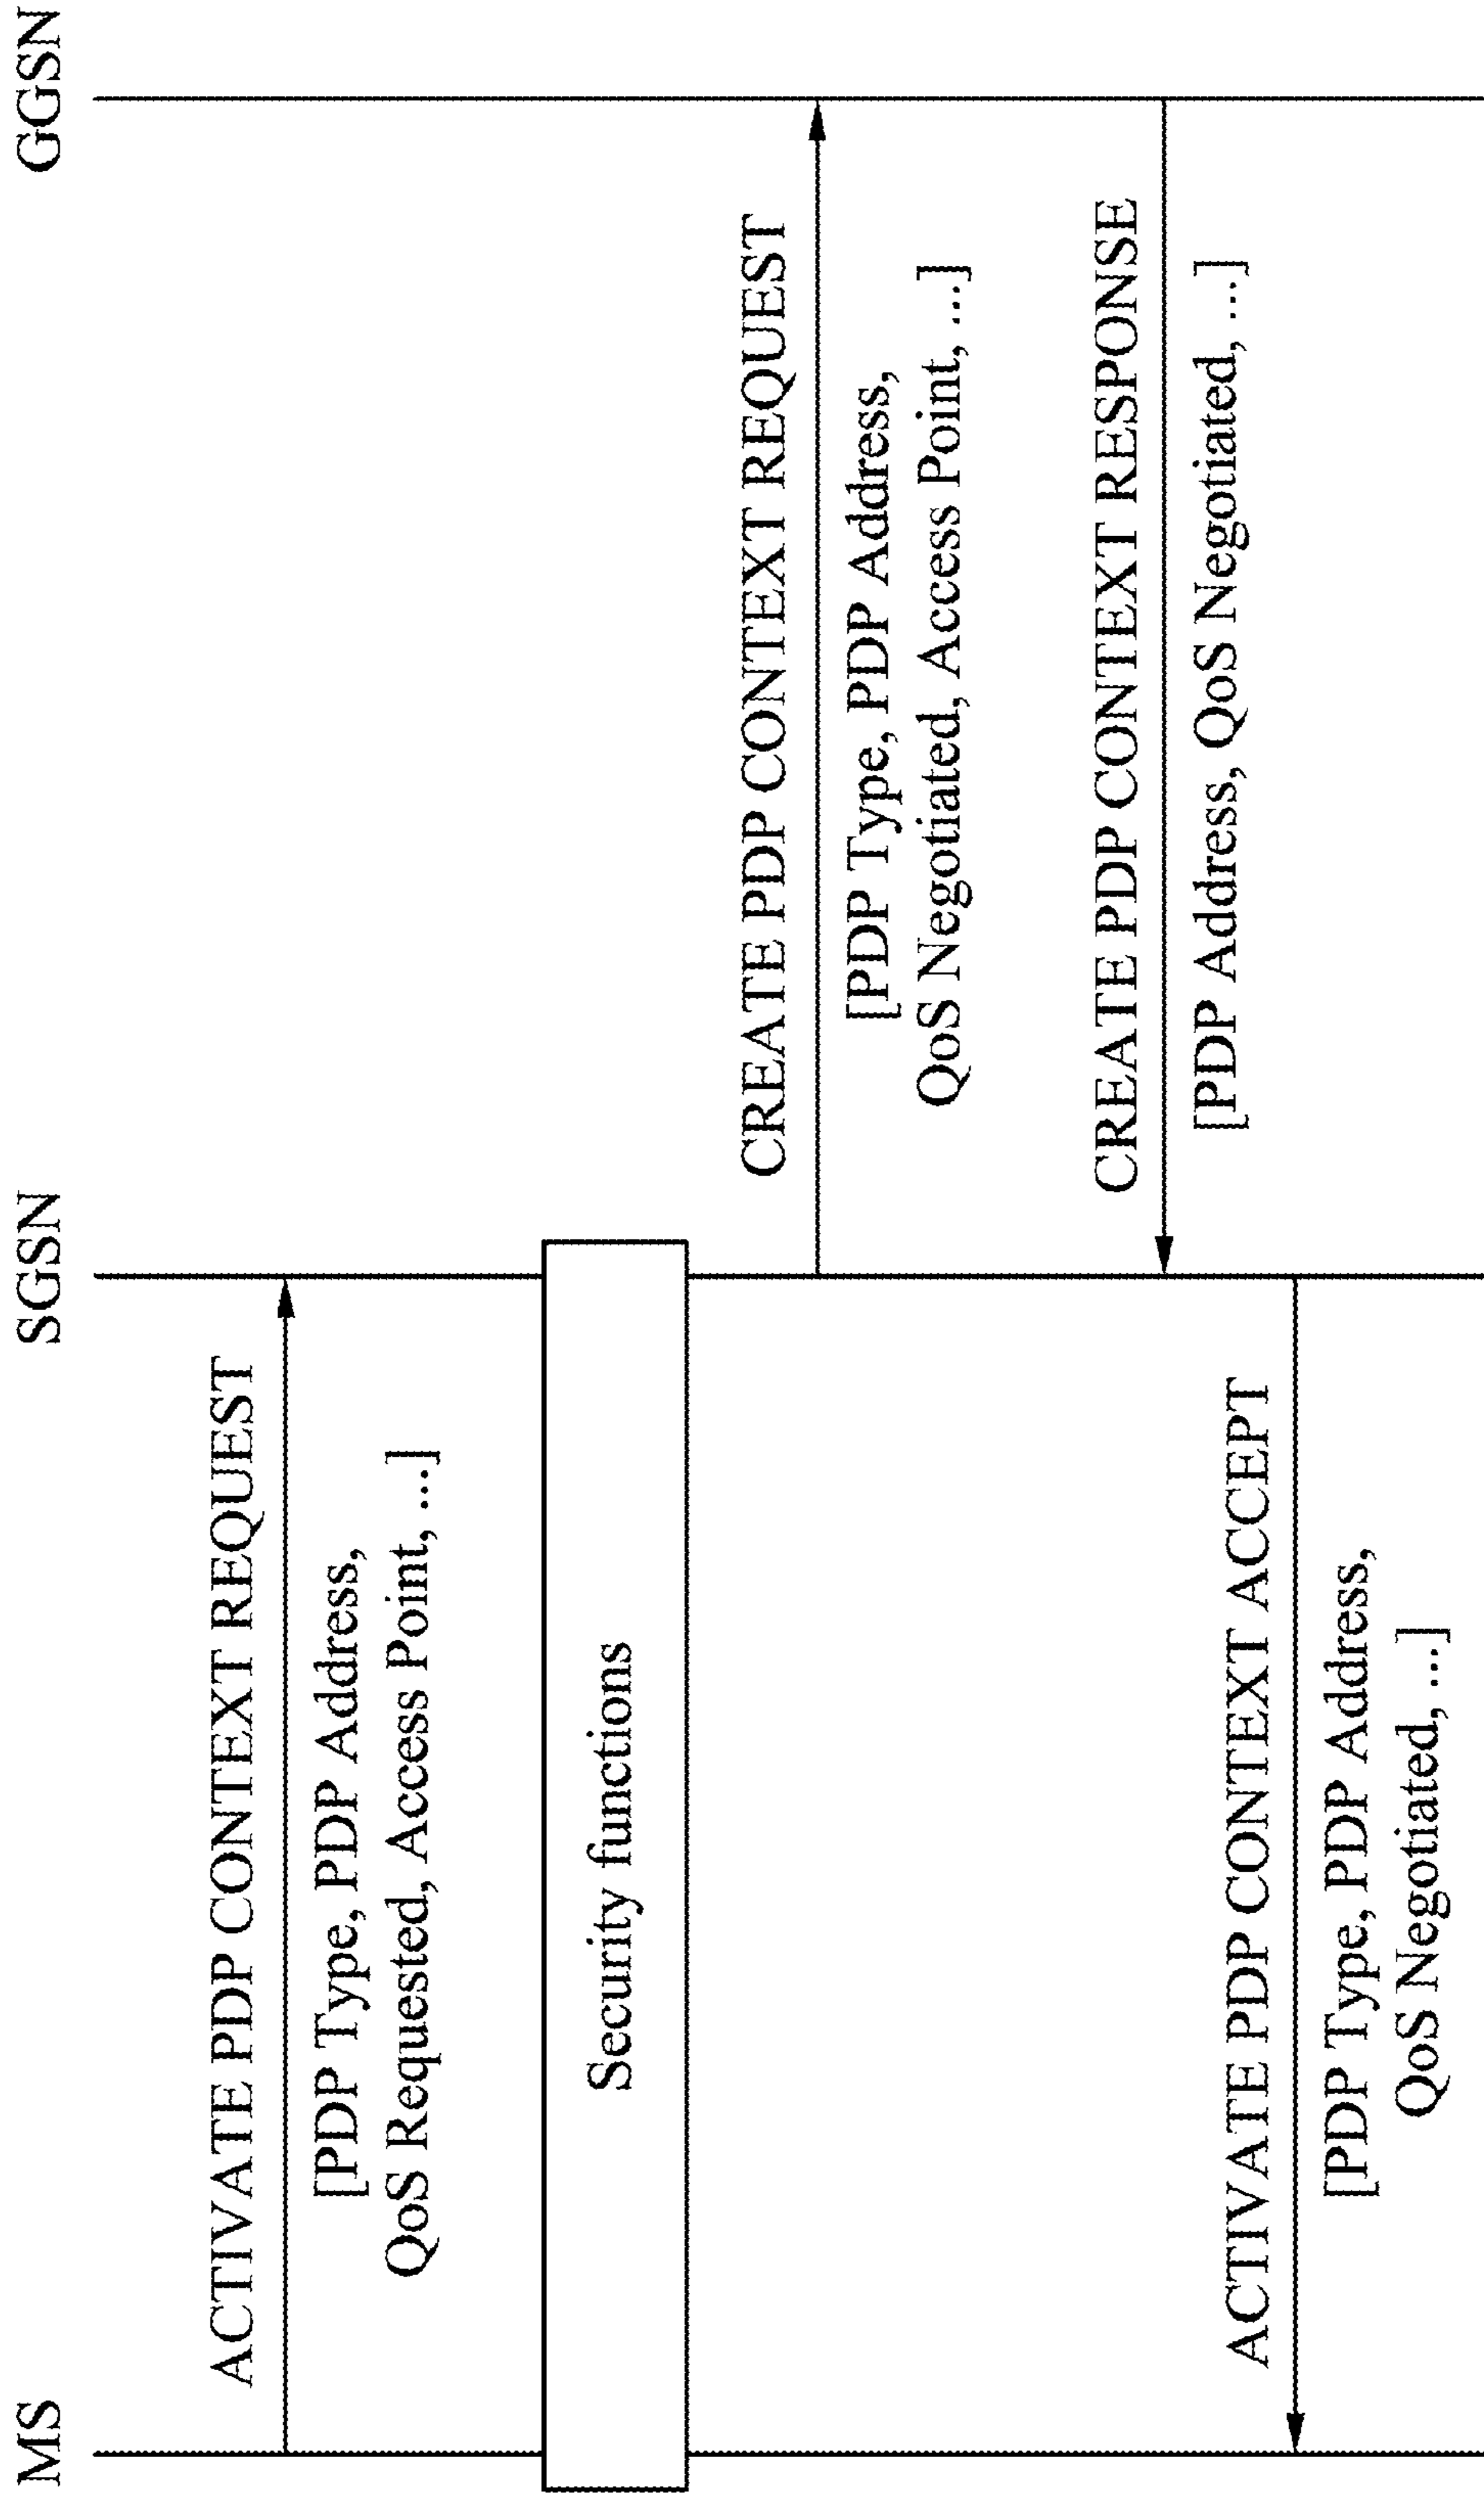 MS
SGSN
GGSN
ACTIVATE PDP CONTEXT REQUEST
[PDP Type, PDP Address,
QoS Requested, Access Point, ...]
Security functions
CREATE PDP CONTEXT REQUEST
[PDP Type, PDP Address,
QoS Negotiated, Access Point, ...]
CREATE PDP CONTEXT RESPONSE
[PDP Address, QoS Negotiated, ...]
ACTIVATE PDP CONTEXT ACCEPT
[PDP Type, PDP Address,
QoS Negotiated, ...]